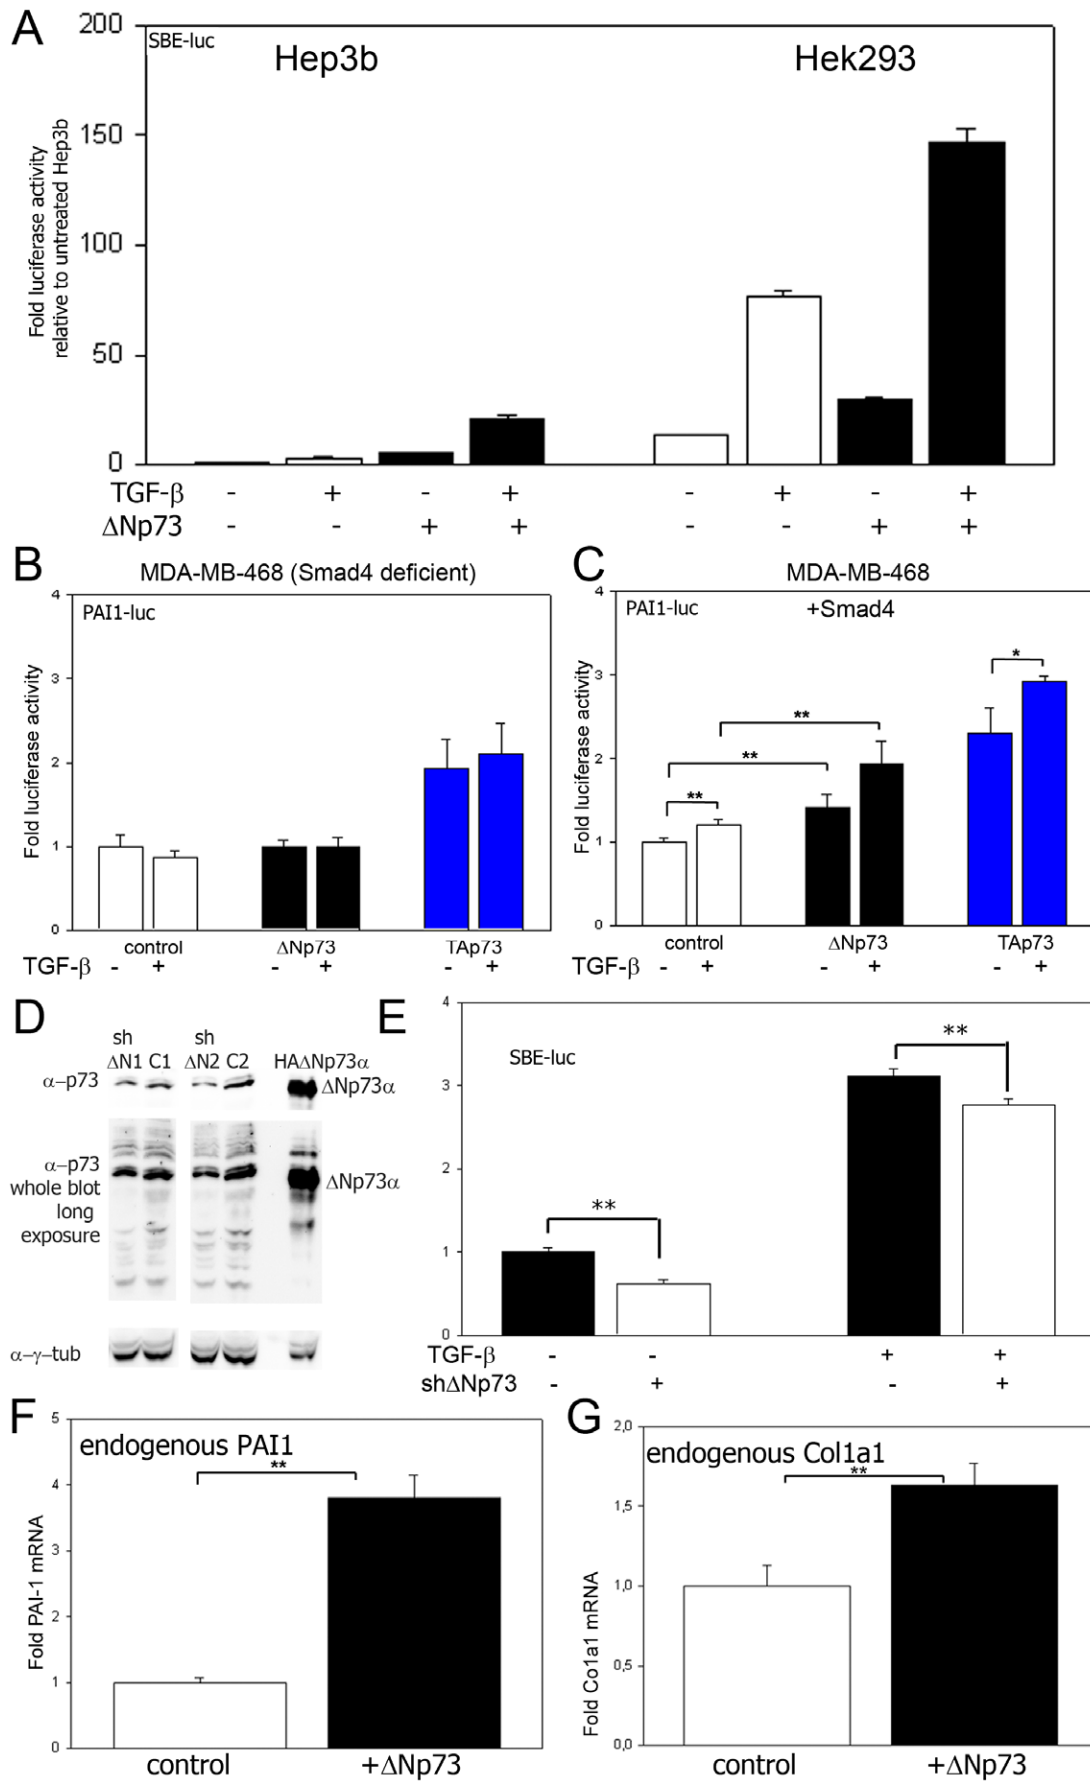 A
SBE-luc
Hep3b
Hek293
Fold luciferase activity
relative to untreated Hep3b
200
150
100
50
0
TGF-β - + - + - + - +
ΔNp73 - - + + - - + +
B
MDA-MB-468 (Smad4 deficient)
PAI1-luc
Fold luciferase activity
4
3
2
1
0
control ΔNp73 TAp73
TGF-β - + - + - +
C
MDA-MB-468
+Smad4
PAI1-luc
Fold luciferase activity
4
3
2
1
0
**
**
**
*
control ΔNp73 TAp73
TGF-β - + - + - +
D
sh sh
ΔN1 C1 ΔN2 C2 HAΔNp73α
α-p73
ΔNp73α
α-p73
whole blot
long
exposure
ΔNp73α
α-γ-tub
E
SBE-luc
4
3
2
1
0
**
**
TGF-β - - + +
shΔNp73 - + - +
F
endogenous PAI1
**
Fold PAI-1 mRNA
5
4
3
2
1
0
control +ΔNp73
G
endogenous Col1a1
**
Fold Co1a1 mRNA
2,0
1,5
1,0
0,5
0,0
control +ΔNp73